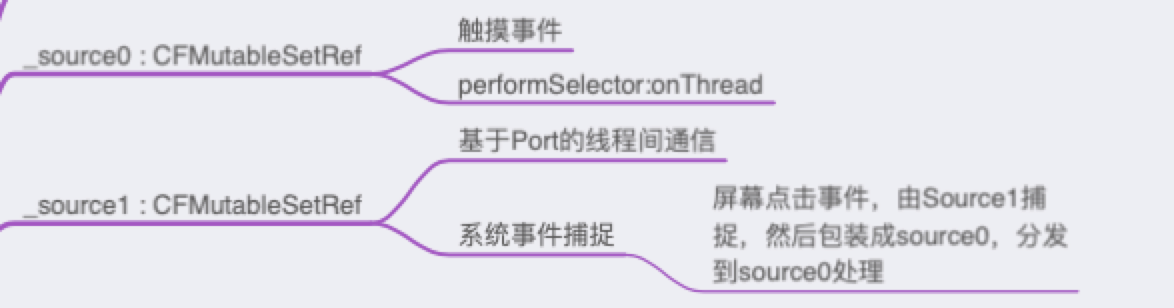 触摸事件
_source0 : CFMutableSetRef
performSelector:onThread
基于Port的线程间通信
_source1 : CFMutableSetRef
系统事件捕捉
屏幕点击事件，由Source1捕
捉，然后包装成source0，分发
到source0处理